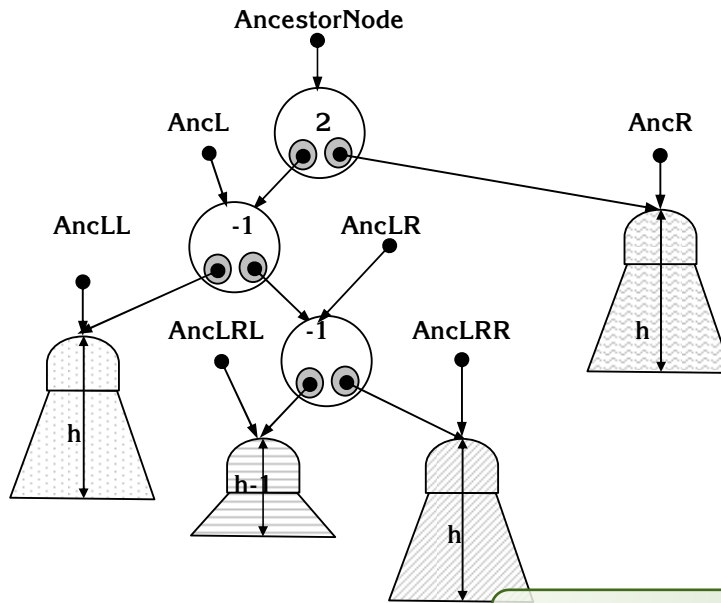 AncestorNode
2
AncL
AncR
-1
AncLL
AncLR
-1
AncLRL
AncLRR
h
h
h-1
h